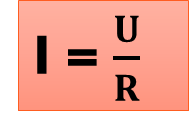 I = U/R